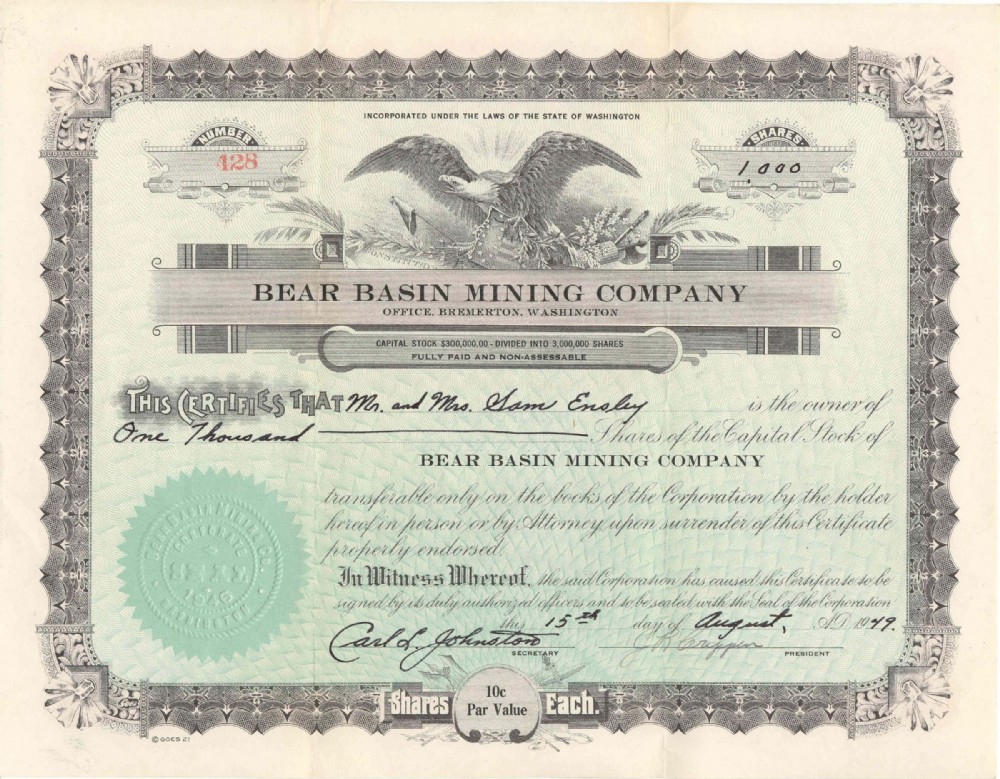 INCORPORATED UNDER THE LAWS OF THE STATE OF WASHINGTON
NUMBER
428
SHARES
1,000
CONSTITUTION
BEAR BASIN MINING COMPANY
OFFICE, BREMERTON, WASHINGTON
CAPITAL STOCK $300,000.00 - DIVIDED INTO 3,000,000 SHARES
FULLY PAID AND NON-ASSESSABLE
THIS CERTIFIES THAT Mr. and Mrs. Sam Ensley is the owner of
One Thousand Shares of the Capital Stock of
BEAR BASIN MINING COMPANY
transferable only on the books of the Corporation by the holder
hereof in person or by Attorney upon surrender of this Certificate
properly endorsed.
In Witness Whereof, the said Corporation has caused this Certificate to be
signed by its duly authorized officers and to be sealed with the Seal of the Corporation
this 15th day of August, A.D. 1949.
Carl L. Johnston
SECRETARY
PRESIDENT
CORPORATE
SEAL
Shares 10c Par Value Each.
© GOES 21